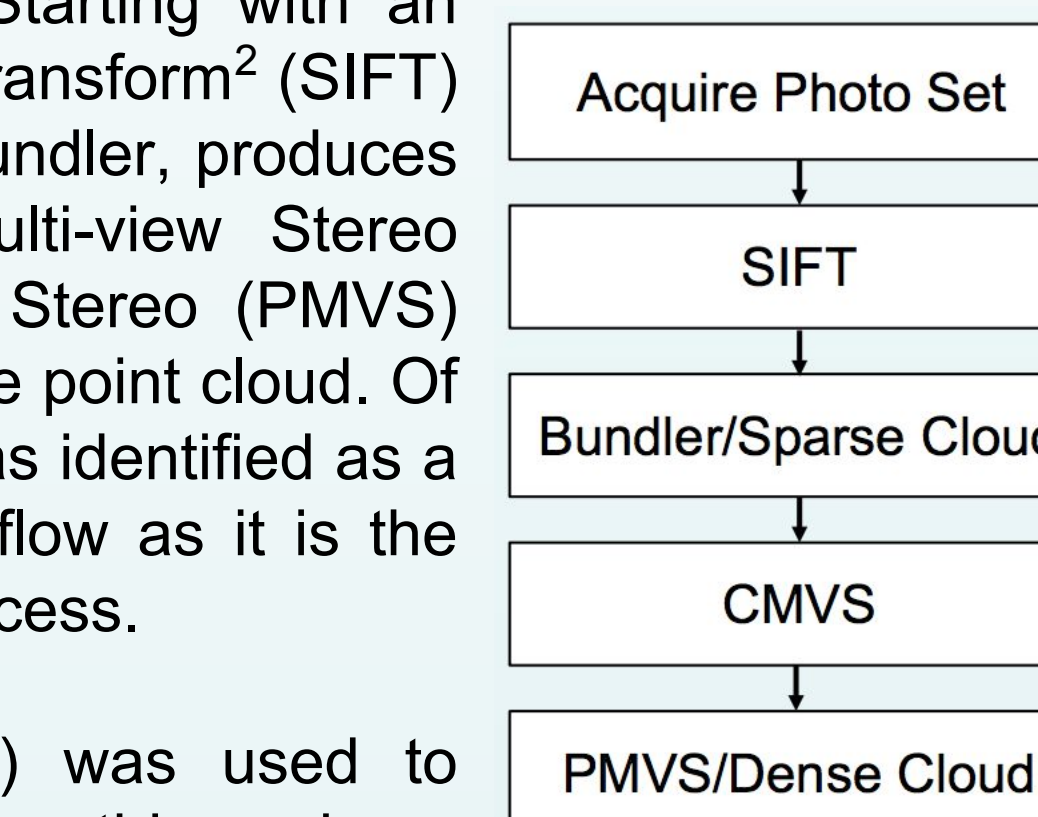 Starting with an
ransform2 (SIFT)
undler, produces
ulti-view Stereo
Stereo (PMVS)
e point cloud. Of
as identified as a
flow as it is the
cess.
) was used to
Acquire Photo Set
SIFT
Bundler/Sparse Cloud
CMVS
PMVS/Dense Cloud